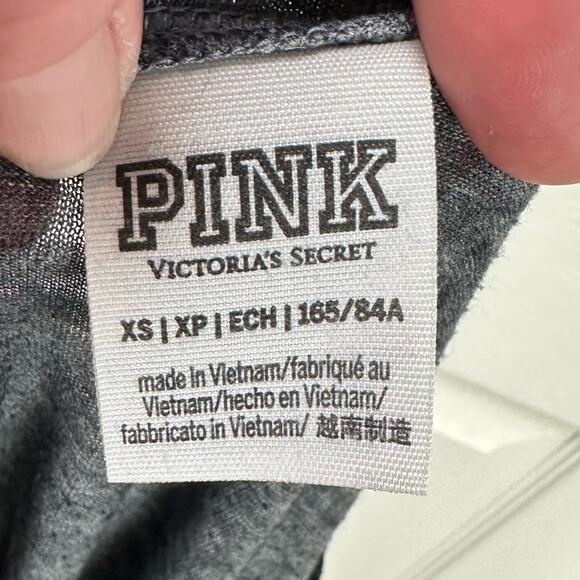 PINK
VICTORIA'S SECRET
XS | XP | ECH | 165/84A
made in Vietnam/fabriqué au
Vietnam/hecho en Vietnam/
fabbricato in Vietnam/ 越南制造